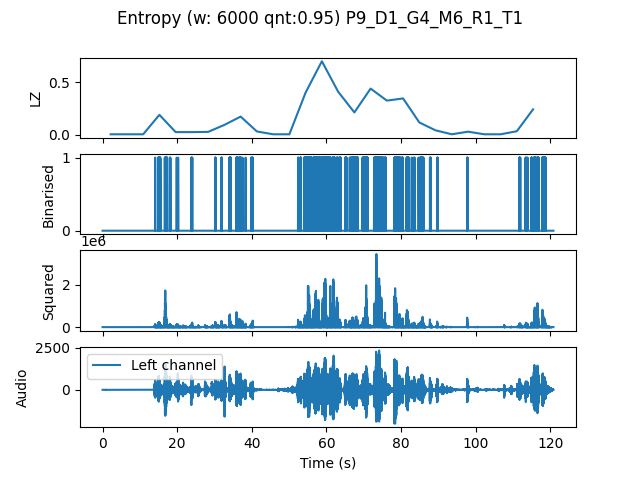 Entropy (w: 6000 qnt:0.95) P9_D1_G4_M6_R1_T1
LZ
0.5
0.0
Binarised
1
0
1e6
Squared
2
0
Audio
2500
0
Left channel
0 20 40 60 80 100 120
Time (s)